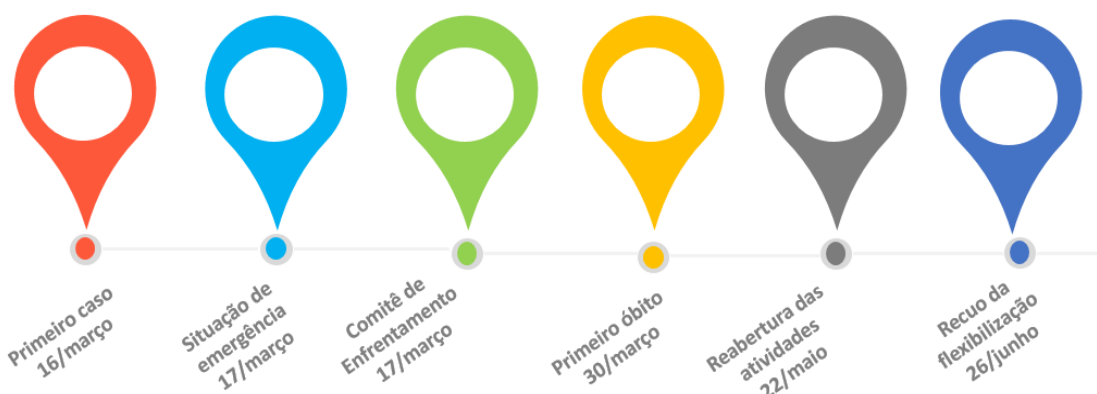 Primeiro caso
16/março
Situação de
emergência
17/março
Comitê de
Enfrentamento
17/março
Primeiro óbito
30/março
Reabertura das
atividades
22/maio
Recuo da
flexibilização
26/junho